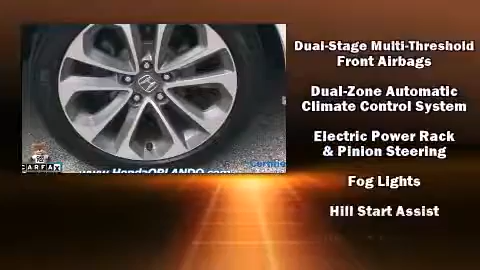 Dual-Stage Multi-Threshold
Front Airbags
Dual-Zone Automatic
Climate Control System
Electric Power Rack
& Pinion Steering
Fog Lights
Hill Start Assist
CARFAX
Certified
www.HondaORLANDO.com